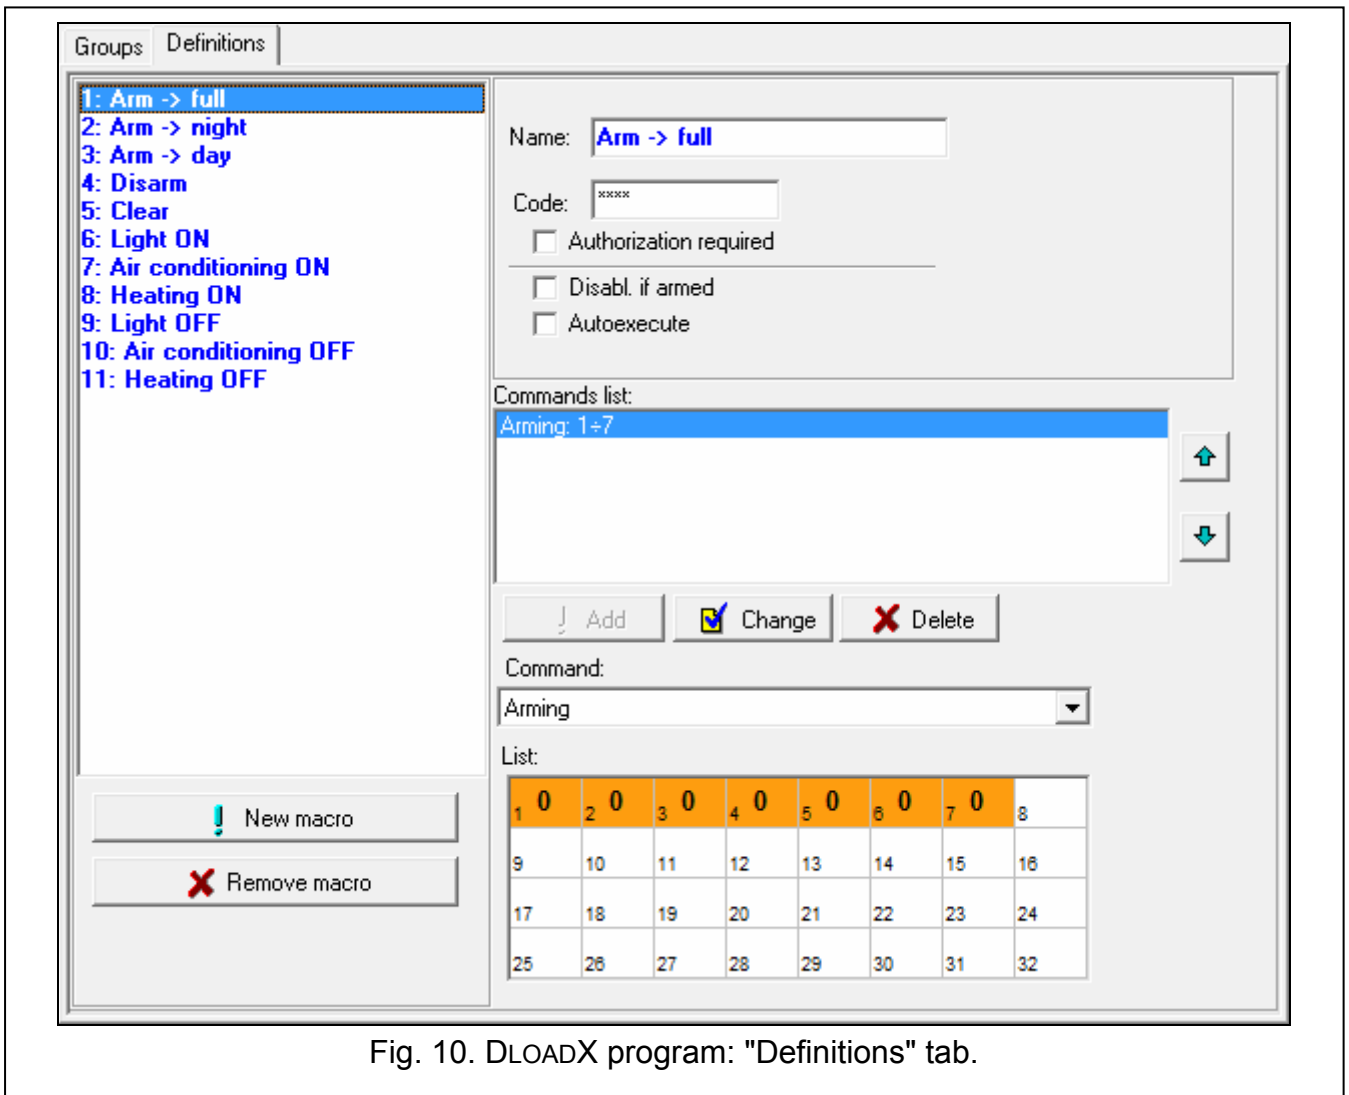 Groups
Definitions
1: Arm -> full
2: Arm -> night
3: Arm -> day
4: Disarm
5: Clear
6: Light ON
7: Air conditioning ON
8: Heating ON
9: Light OFF
10: Air conditioning OFF
11: Heating OFF
New macro
Remove macro
Name: Arm -> full
Code: ****
Authorization required
Disabl. if armed
Autoexecute
Commands list:
Arming: 1÷7
Add Change Delete
Command:
Arming
List:
1 0 2 0 3 0 4 0 5 0 6 0 7 0 8
9 10 11 12 13 14 15 16
17 18 19 20 21 22 23 24
25 26 27 28 29 30 31 32
Fig. 10. DLOADX program: "Definitions" tab.